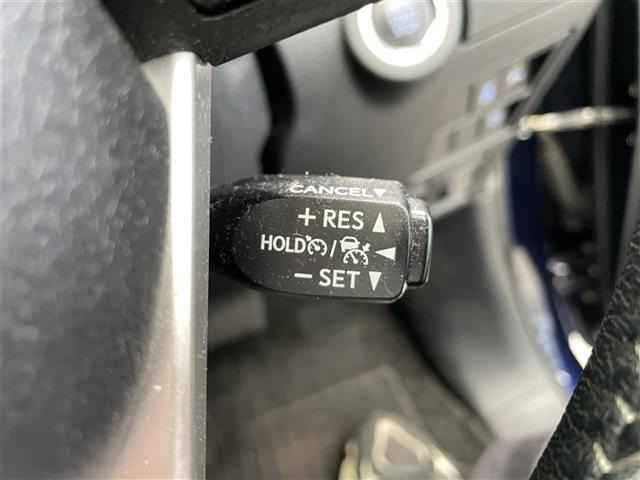 CANCEL▼
+ RES ▲
HOLD / ◀
− SET ▼